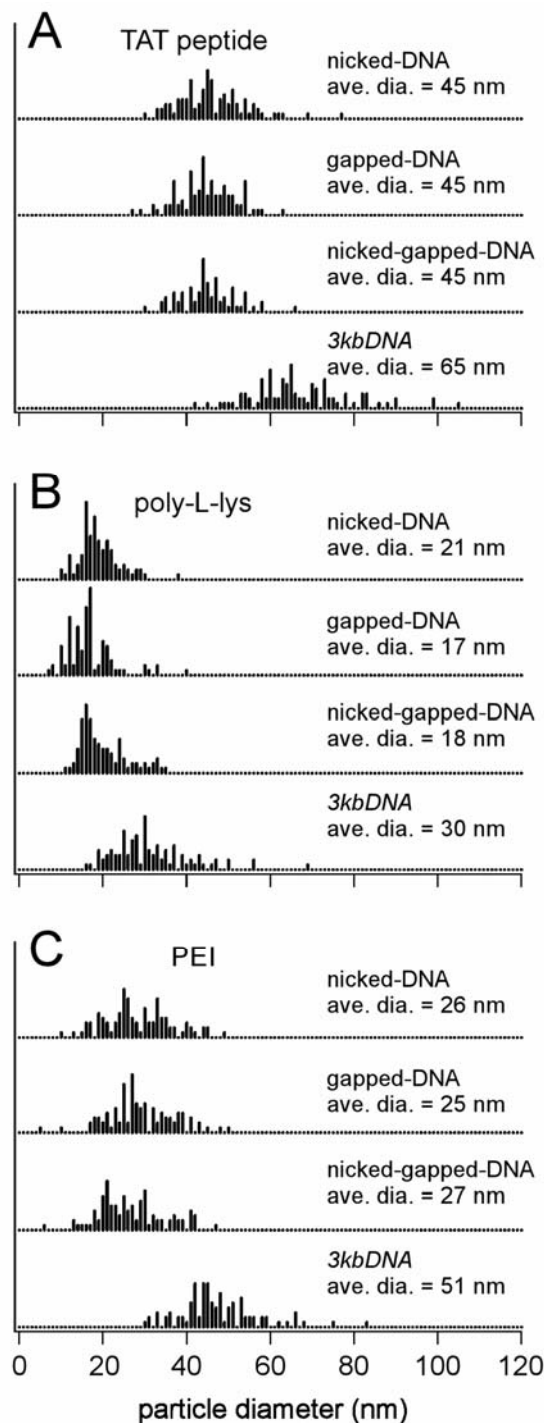 A
TAT peptide
nicked-DNA
ave. dia. = 45 nm
gapped-DNA
ave. dia. = 45 nm
nicked-gapped-DNA
ave. dia. = 45 nm
3kbDNA
ave. dia. = 65 nm
B
poly-L-lys
nicked-DNA
ave. dia. = 21 nm
gapped-DNA
ave. dia. = 17 nm
nicked-gapped-DNA
ave. dia. = 18 nm
3kbDNA
ave. dia. = 30 nm
C
PEI
nicked-DNA
ave. dia. = 26 nm
gapped-DNA
ave. dia. = 25 nm
nicked-gapped-DNA
ave. dia. = 27 nm
3kbDNA
ave. dia. = 51 nm
0 20 40 60 80 100 120
particle diameter (nm)